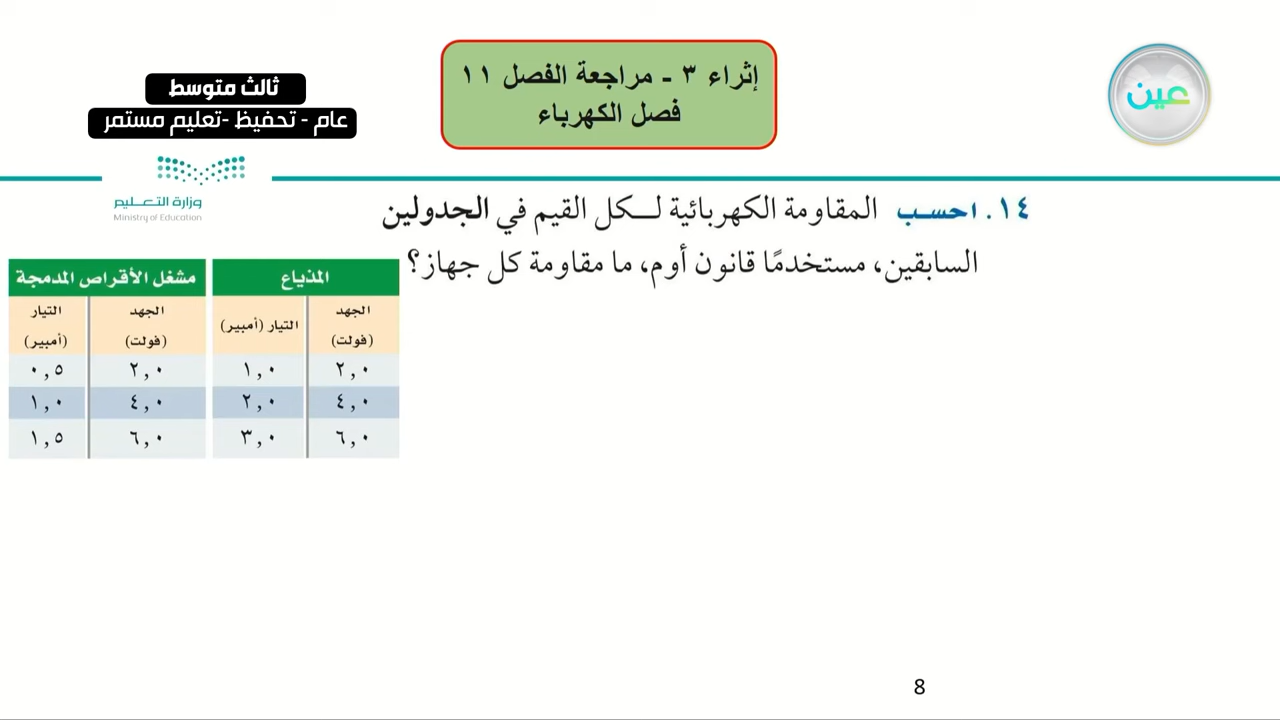 إثراء ٣ - مراجعة الفصل ١١
فصل الكهرباء
عين
ثالث متوسط
عام - تحفيظ -تعليم مستمر
وزارة التعـــليم
Ministry of Education
١٤. احسب المقاومة الكهربائية لـــكل القيم في الجدولين
السابقين، مستخدمًا قانون أوم، ما مقاومة كل جهاز؟
المذياع
الجهد (فولت) التيار (أمبير)
٢,٠ ١,٠
٤,٠ ٢,٠
٦,٠ ٣,٠
مشغل الأقراص المدمجة
الجهد (فولت) التيار (أمبير)
٢,٠ ٠,٥
٤,٠ ١,٠
٦,٠ ١,٥
8